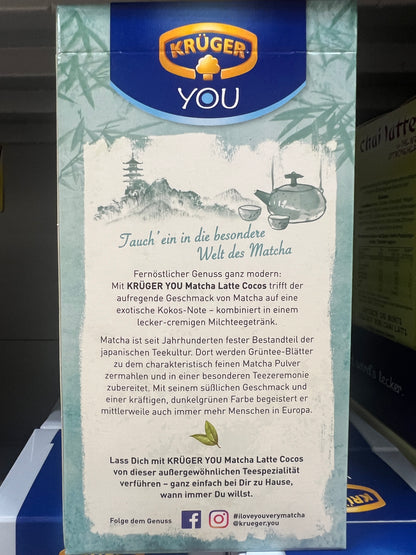 KRÜGER
YOU
Tauch' ein in die besondere
Welt des Matcha
Fernöstlicher Genuss ganz modern:
Mit KRÜGER YOU Matcha Latte Cocos trifft der
aufregende Geschmack von Matcha auf eine
exotische Kokos-Note – kombiniert in einem
lecker-cremigen Milchteegetränk.
Matcha ist seit Jahrhunderten fester Bestandteil der
japanischen Teekultur. Dort werden Grüntee-Blätter
zu dem charakteristisch feinen Matcha Pulver
zermahlen und in einer besonderen Teezeremonie
zubereitet. Mit seinem süßlichen Geschmack und
einer kräftigen, dunkelgrünen Farbe begeistert er
mittlerweile auch immer mehr Menschen in Europa.
Lass Dich mit KRÜGER YOU Matcha Latte Cocos
von dieser außergewöhnlichen Teespezialität
verführen – ganz einfach bei Dir zu Hause,
wann immer Du willst.
Folge dem Genuss
#iloveyouverymatcha
@krueger.you
Chai latte
KRÜGER
YOU